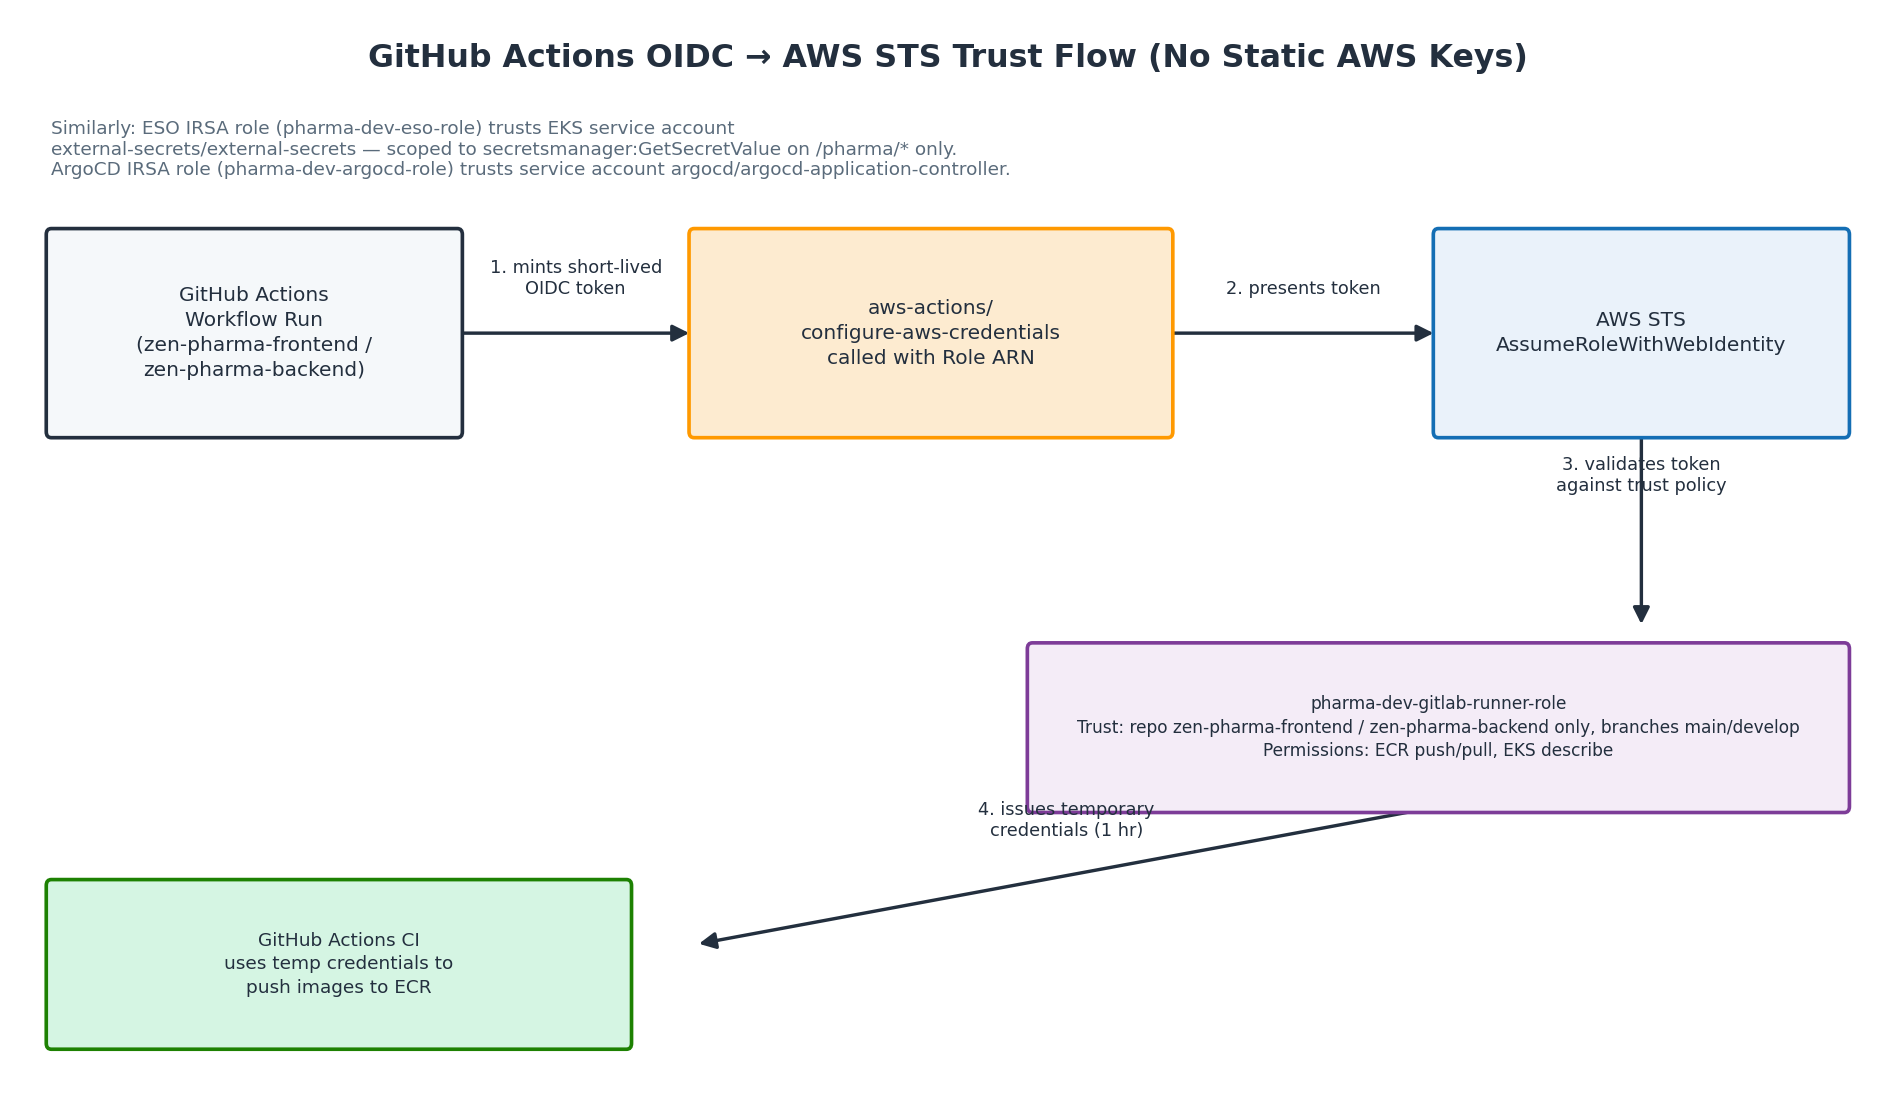 GitHub Actions OIDC → AWS STS Trust Flow (No Static AWS Keys)
Similarly: ESO IRSA role (pharma-dev-eso-role) trusts EKS service account
external-secrets/external-secrets — scoped to secretsmanager:GetSecretValue on /pharma/* only.
ArgoCD IRSA role (pharma-dev-argocd-role) trusts service account argocd/argocd-application-controller.
GitHub Actions
Workflow Run
(zen-pharma-frontend /
zen-pharma-backend)
1. mints short-lived
OIDC token
aws-actions/
configure-aws-credentials
called with Role ARN
2. presents token
AWS STS
AssumeRoleWithWebIdentity
3. validates token
against trust policy
pharma-dev-gitlab-runner-role
Trust: repo zen-pharma-frontend / zen-pharma-backend only, branches main/develop
Permissions: ECR push/pull, EKS describe
4. issues temporary
credentials (1 hr)
GitHub Actions CI
uses temp credentials to
push images to ECR